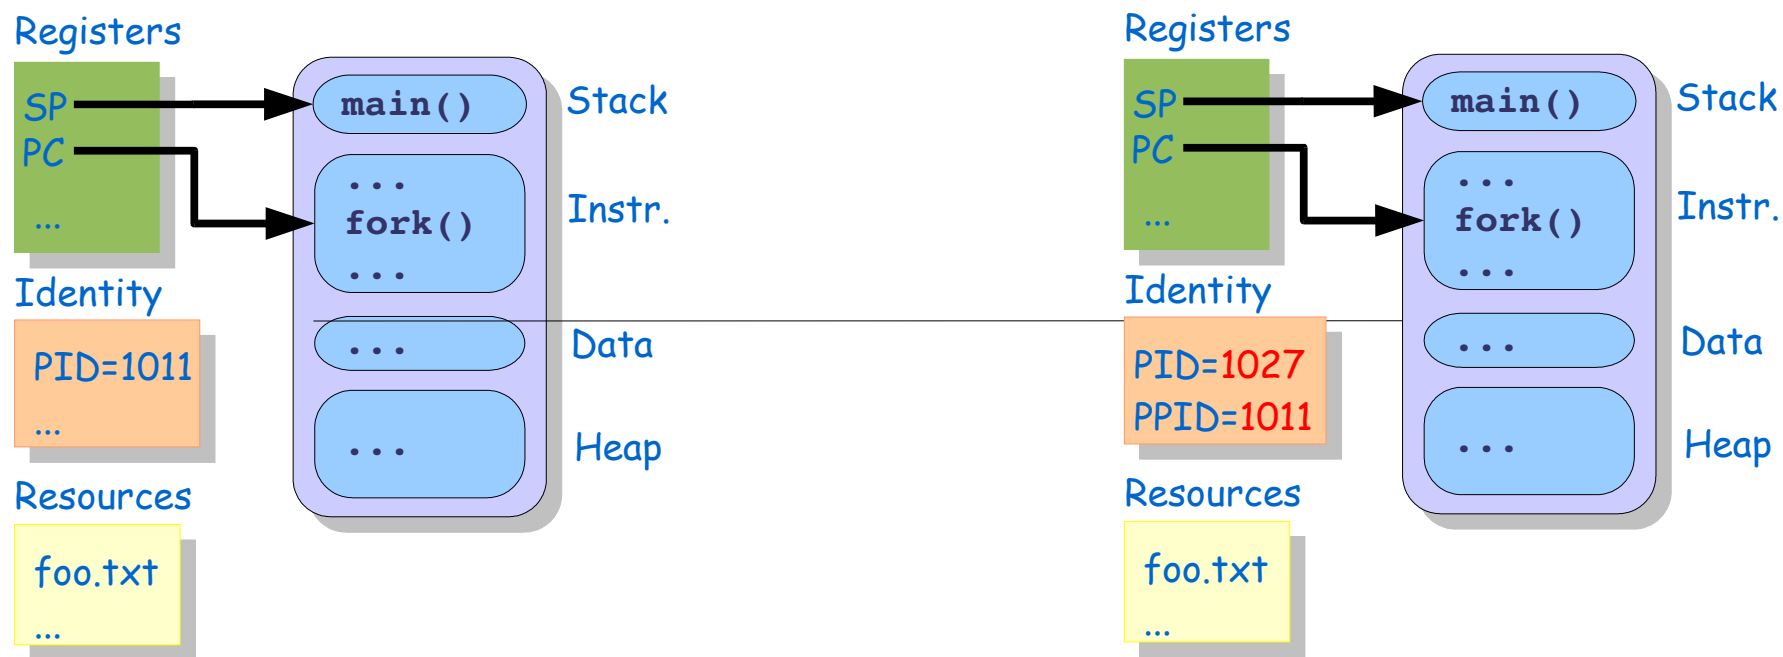 Registers
SP
PC
...
main()
Stack
...
fork()
...
Instr.
...
Data
...
Heap
Identity
PID=1011
...
Resources
foo.txt
...
Registers
SP
PC
...
main()
Stack
...
fork()
...
Instr.
...
Data
...
Heap
Identity
PID=1027
PPID=1011
Resources
foo.txt
...